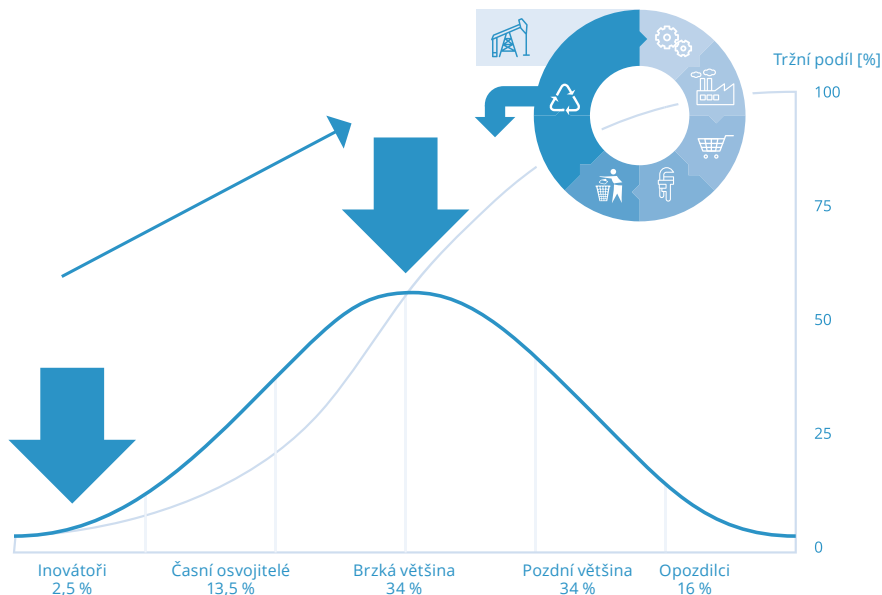 Tržní podíl [%]
100
75
50
25
0
Inovátoři
2,5 %
Časní osvojitelé
13,5 %
Brzká většina
34 %
Pozdní většina
34 %
Opozdilci
16 %